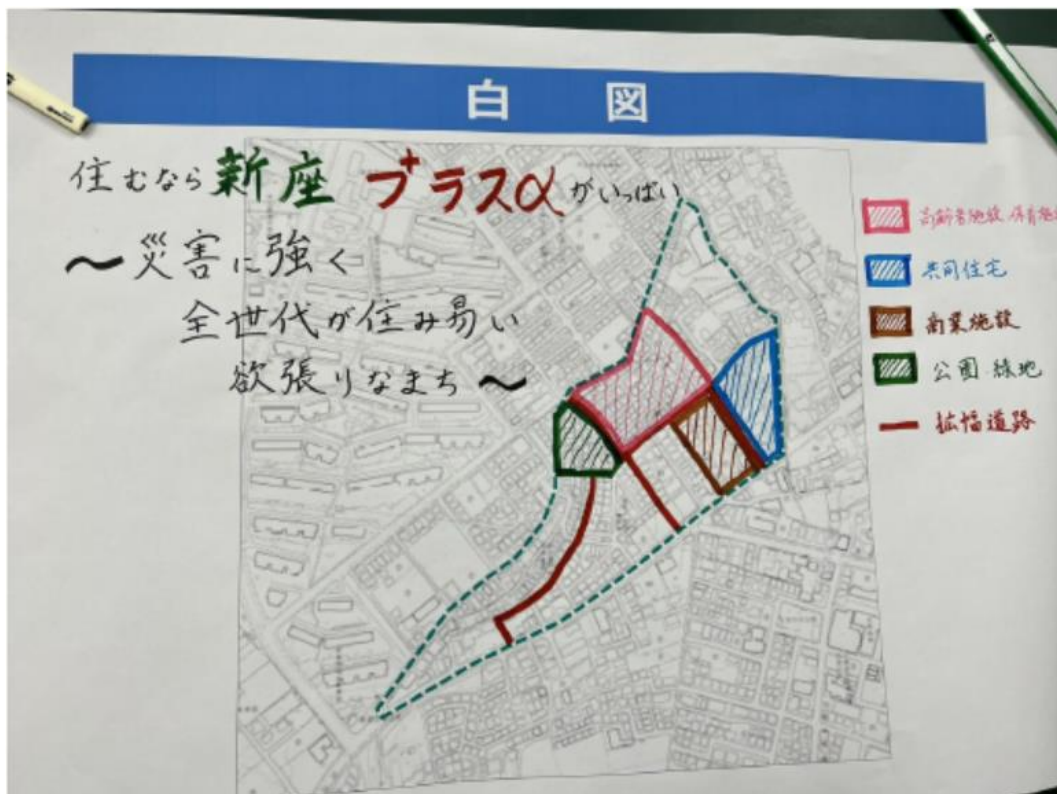 白 図
住むなら新座 プラスαがいっぱい
〜災害に強く
全世代が住み易い
欲張りなまち〜
高齢者施設 保育施
共同住宅
商業施設
公園 緑地
拡幅道路